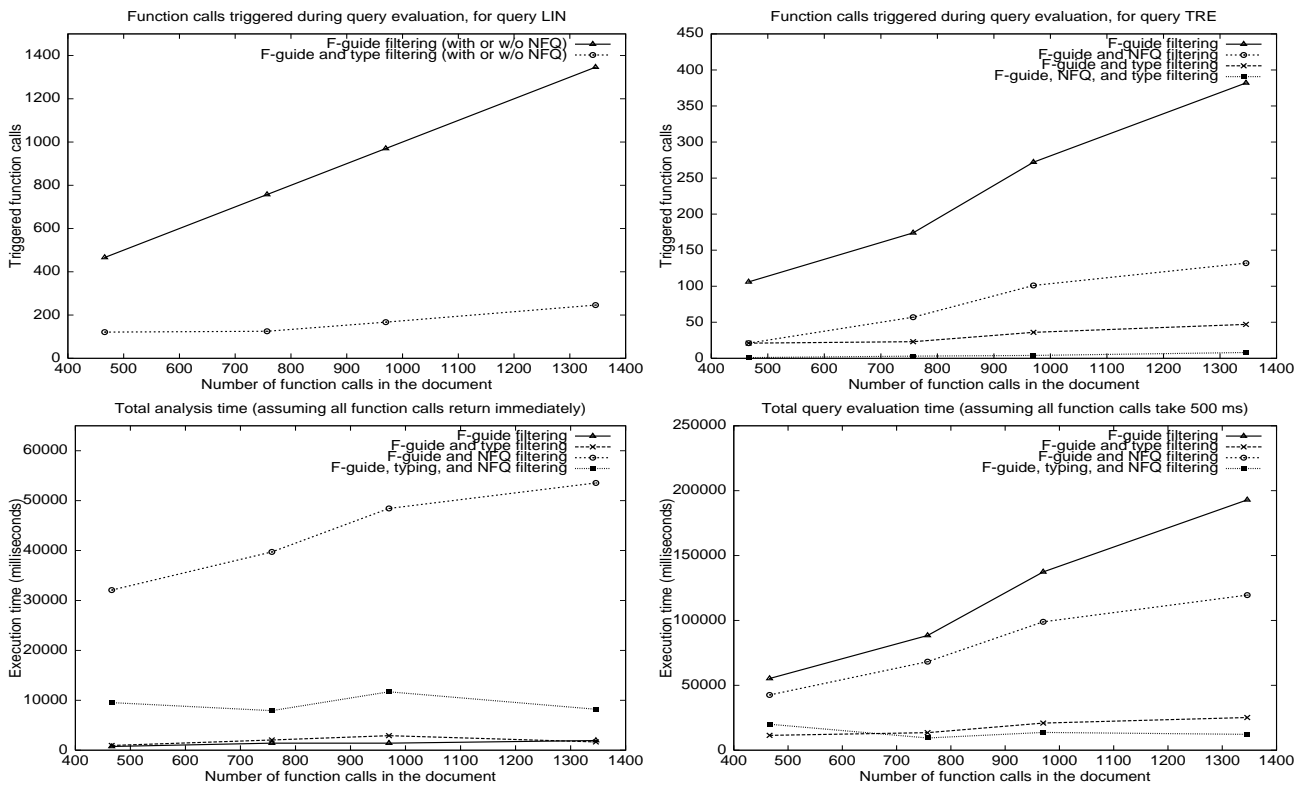 Function calls triggered during query evaluation, for query LIN
F-guide filtering (with or w/o NFQ)
F-guide and type filtering (with or w/o NFQ)
Triggered function calls
1400
1200
1000
800
600
400
200
0
400 500 600 700 800 900 1000 1100 1200 1300 1400
Number of function calls in the document
Function calls triggered during query evaluation, for query TRE
F-guide filtering
F-guide and NFQ filtering
F-guide and type filtering
F-guide, NFQ, and type filtering
Triggered function calls
450
400
350
300
250
200
150
100
50
0
400 500 600 700 800 900 1000 1100 1200 1300 1400
Number of function calls in the document
Total analysis time (assuming all function calls return immediately)
F-guide filtering
F-guide and type filtering
F-guide and NFQ filtering
F-guide, typing, and NFQ filtering
Execution time (milliseconds)
60000
50000
40000
30000
20000
10000
0
400 500 600 700 800 900 1000 1100 1200 1300 1400
Number of function calls in the document
Total query evaluation time (assuming all function calls take 500 ms)
F-guide filtering
F-guide and type filtering
F-guide and NFQ filtering
F-guide, typing, and NFQ filtering
Execution time (milliseconds)
250000
200000
150000
100000
50000
0
400 500 600 700 800 900 1000 1100 1200 1300 1400
Number of function calls in the document